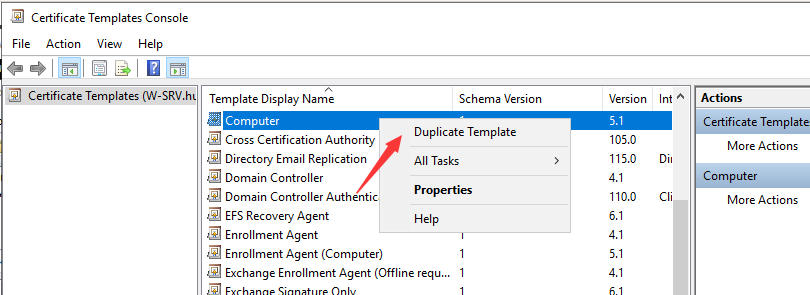 Certificate Templates Console
File Action View Help
Certificate Templates (W-SRV.hu
Template Display Name Schema Version Version Int
Computer 5.1
Cross Certification Authority 105.0
Directory Email Replication 115.0 Dir
Domain Controller 4.1
Domain Controller Authentica 110.0 Cli
EFS Recovery Agent 6.1
Enrollment Agent 4.1
Enrollment Agent (Computer) 1 5.1
Exchange Enrollment Agent (Offline requ... 1 4.1
Exchange Signature Only 1 6.1
Duplicate Template
All Tasks
Properties
Help
Actions
Certificate Template
More Actions
Computer
More Actions